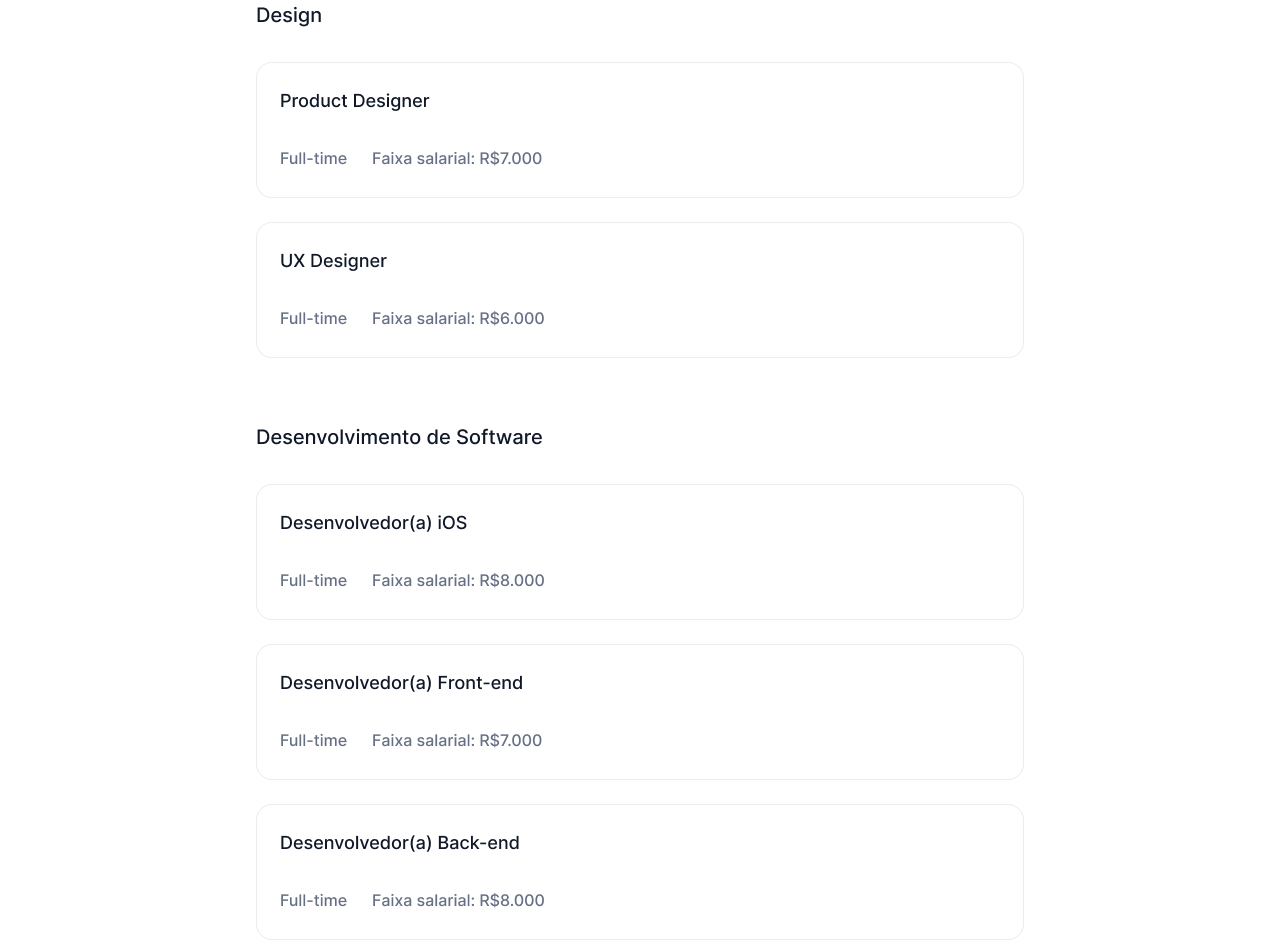 Design
Product Designer
Full-time Faixa salarial: R$7.000
UX Designer
Full-time Faixa salarial: R$6.000
Desenvolvimento de Software
Desenvolvedor(a) iOS
Full-time Faixa salarial: R$8.000
Desenvolvedor(a) Front-end
Full-time Faixa salarial: R$7.000
Desenvolvedor(a) Back-end
Full-time Faixa salarial: R$8.000